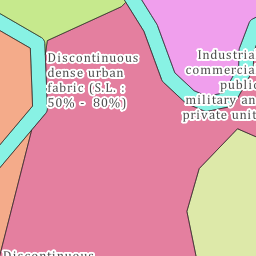 Discontinuous
dense urban
fabric (S.L. :
50% - 80%)
Industria
commercia
publi
military an
private unit
Discontinuous